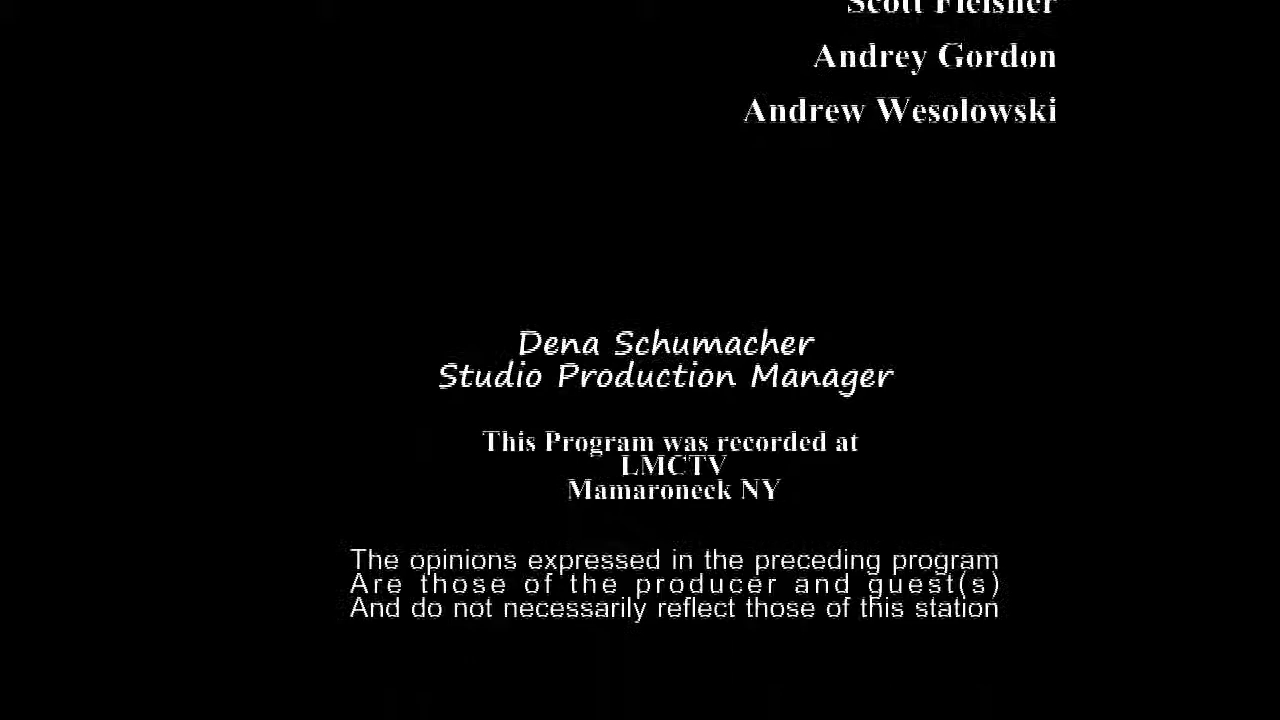 Scott Fleisher
Andrey Gordon
Andrew Wesolowski
Dena Schumacher
Studio Production Manager
This Program was recorded at
LMCTV
Mamaroneck NY
The opinions expressed in the preceding program
Are those of the producer and guest(s)
And do not necessarily reflect those of this station